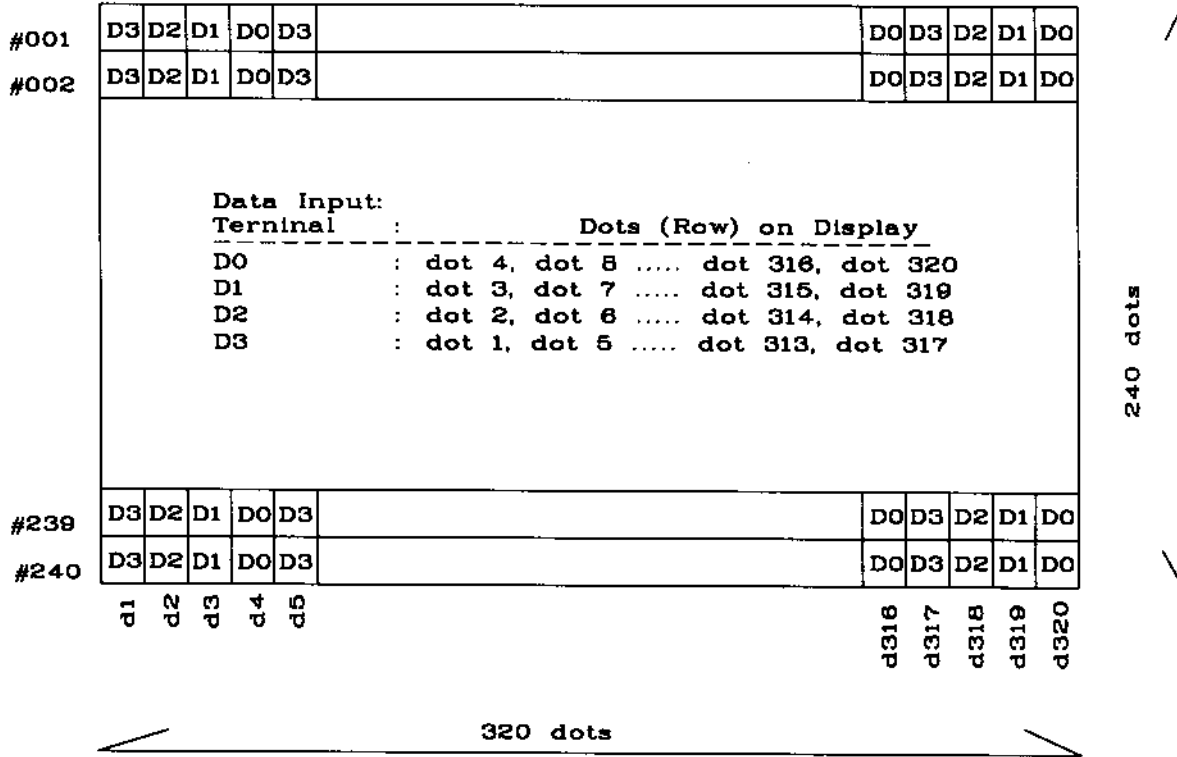 #001 D3 D2 D1 D0 D3 D0 D3 D2 D1 D0
#002 D3 D2 D1 D0 D3 D0 D3 D2 D1 D0
Data Input:
Terninal : Dots (Row) on Display
D0 : dot 4, dot 8 ..... dot 316, dot 320
D1 : dot 3, dot 7 ..... dot 315, dot 319
D2 : dot 2, dot 6 ..... dot 314, dot 318
D3 : dot 1, dot 5 ..... dot 313, dot 317
240 dots
#239 D3 D2 D1 D0 D3 D0 D3 D2 D1 D0
#240 D3 D2 D1 D0 D3 D0 D3 D2 D1 D0
d1 d2 d3 d4 d5 d316 d317 d318 d319 d320
320 dots